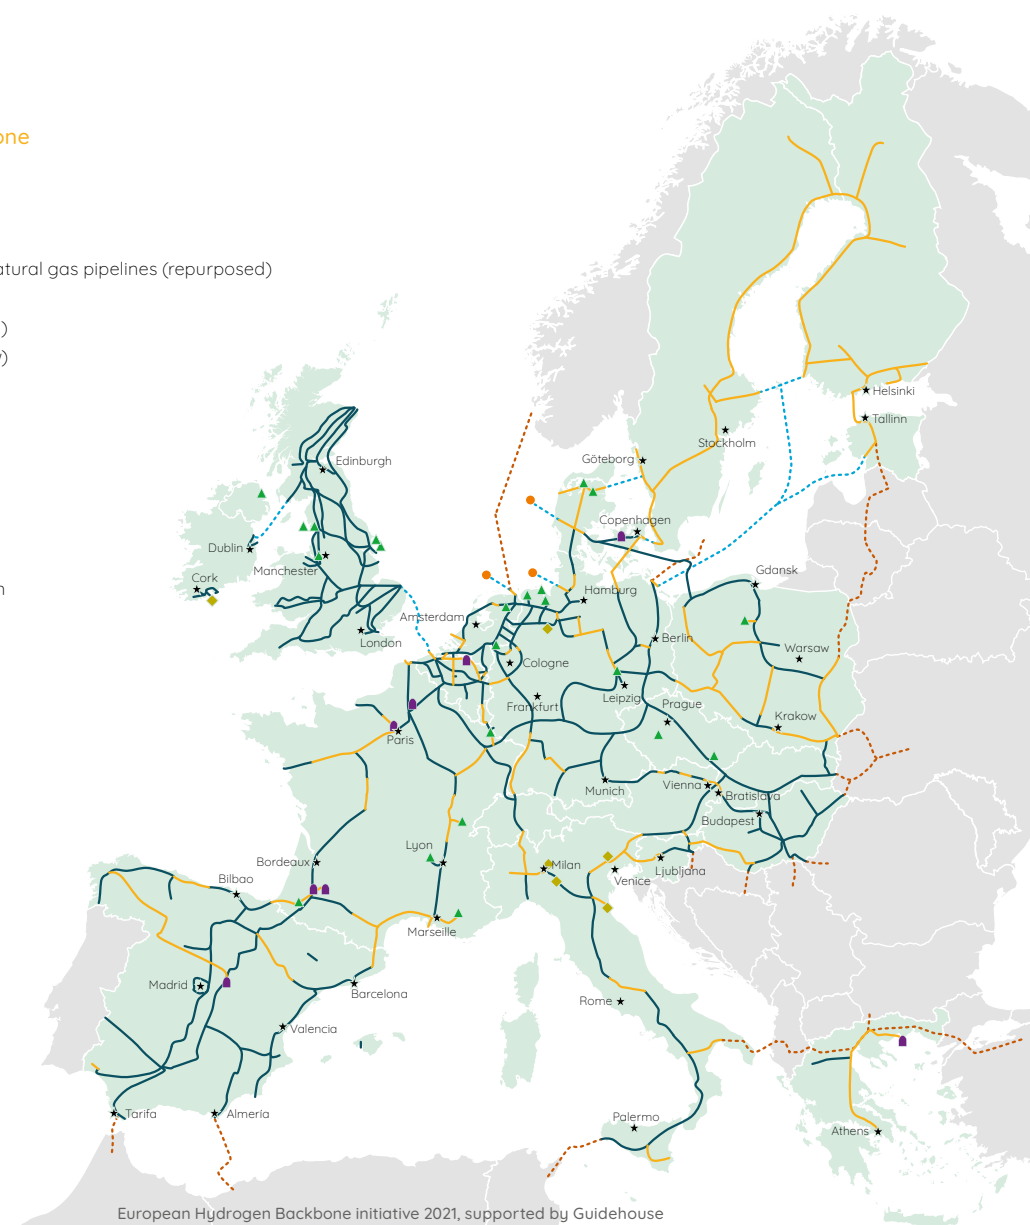 one
atural gas pipelines (repurposed)
)
)
n
Helsinki
Tallinn
Stockholm
Göteborg
Edinburgh
Copenhagen
Dublin
Manchester
Cork
Gdansk
Hamburg
Amsterdam
London
Berlin
Warsaw
Cologne
Leipzig
Frankfurt
Prague
Krakow
Paris
Munich
Vienna
Bratislava
Budapest
Lyon
Bordeaux
Milan
Venice
Ljubljana
Bilbao
Marseille
Madrid
Barcelona
Rome
Valencia
Tarifa
Almería
Palermo
Athens
European Hydrogen Backbone initiative 2021, supported by Guidehouse